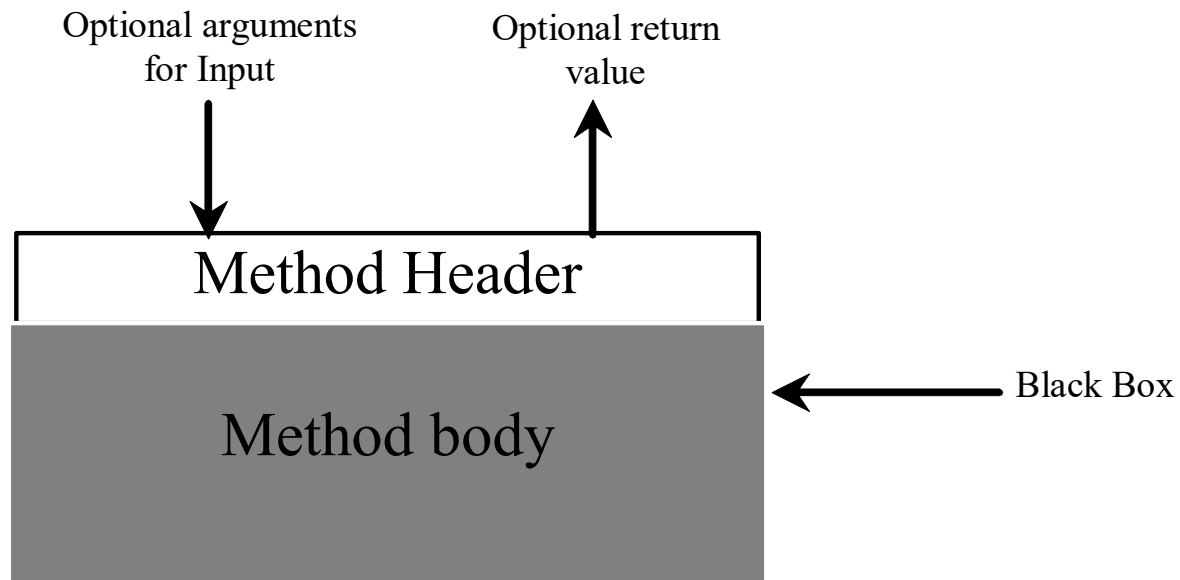 Optional arguments
for Input
Optional return
value
Method Header
Black Box
Method body